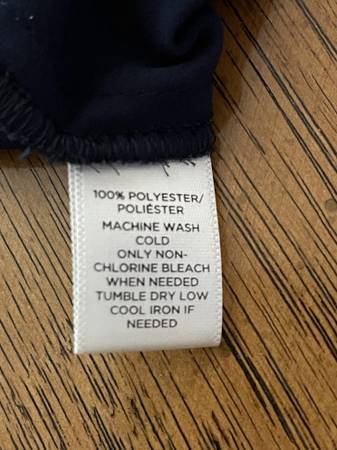 100% POLYESTER/
POLIÉSTER
MACHINE WASH
COLD
ONLY NON-
CHLORINE BLEACH
WHEN NEEDED
TUMBLE DRY LOW
COOL IRON IF
NEEDED